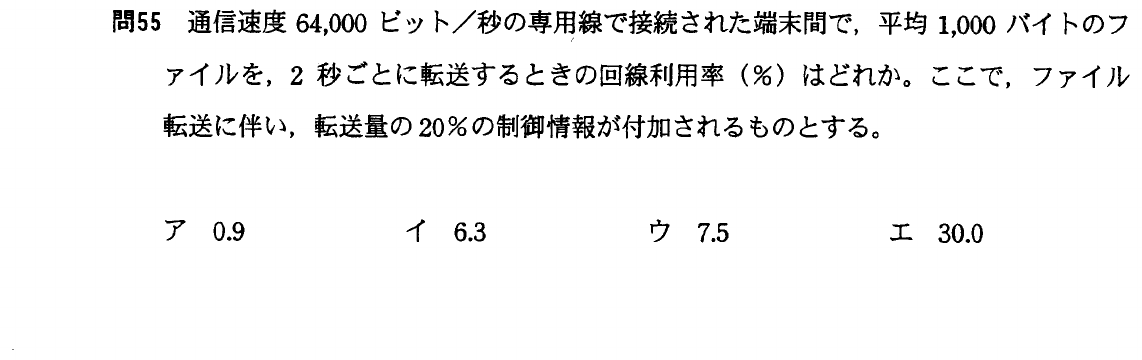 問55 通信速度 64,000 ビット／秒の専用線で接続された端末間で，平均 1,000 バイトのフ
ァイルを，2 秒ごとに転送するときの回線利用率（％）はどれか。ここで，ファイル
転送に伴い，転送量の 20％の制御情報が付加されるものとする。
ア 0.9 イ 6.3 ウ 7.5 エ 30.0